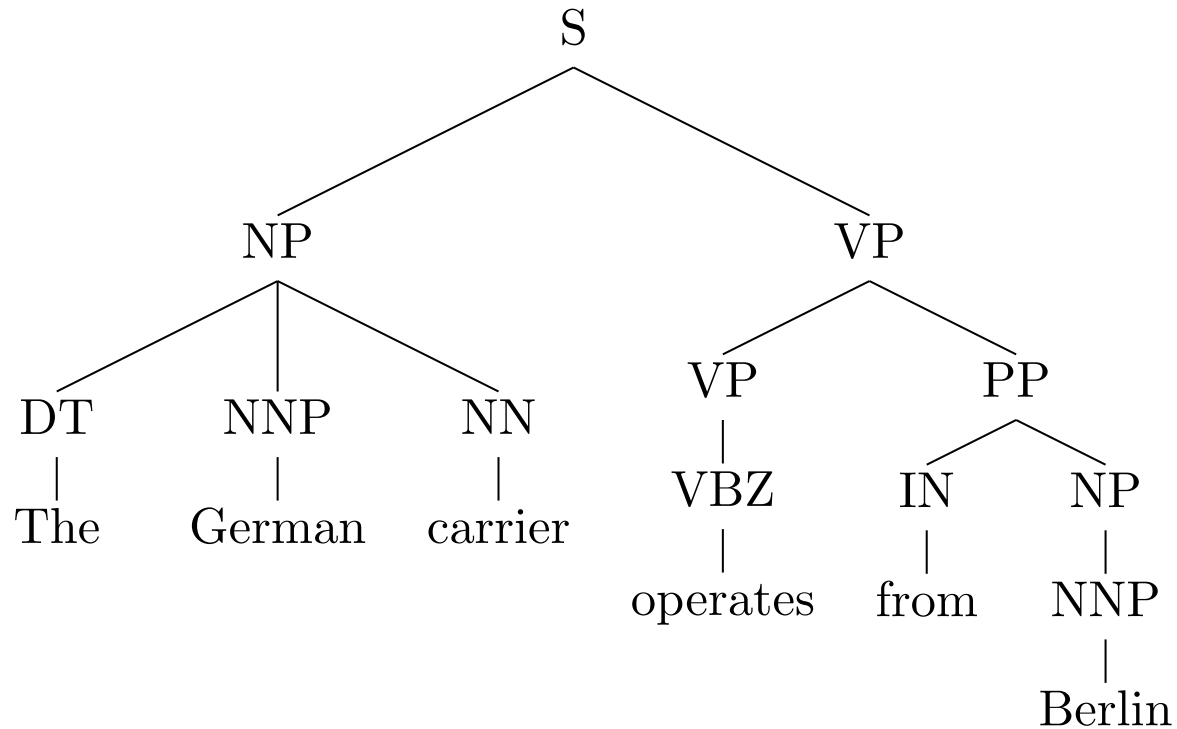 S
NP VP
VP PP
DT NNP NN
VBZ IN NP
The German carrier
operates from NNP
Berlin